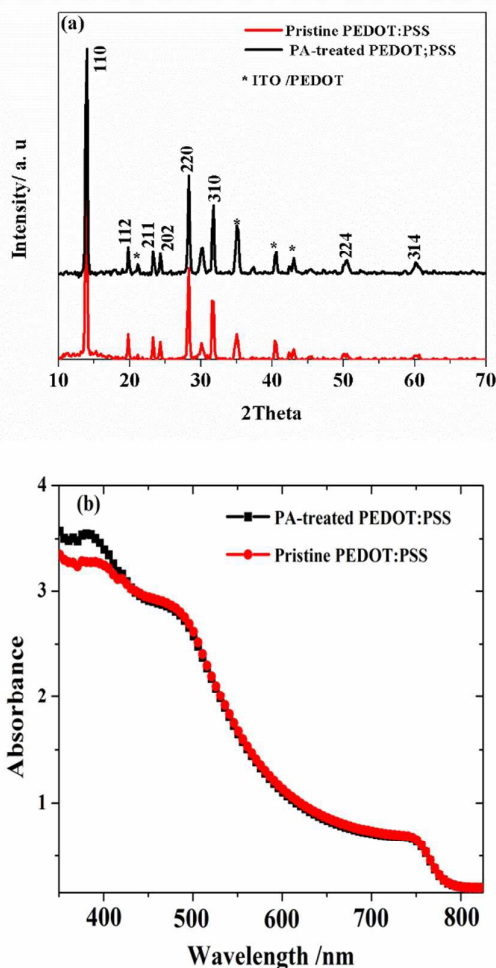 (a)
Pristine PEDOT:PSS
PA-treated PEDOT;PSS
* ITO /PEDOT
110
112
*
211
202
220
310
*
*
*
224
314
Intensity/ a. u
10 20 30 40 50 60 70
2Theta
(b)
PA-treated PEDOT:PSS
Pristine PEDOT:PSS
4
3
2
1
Absorbance
400 500 600 700 800
Wavelength /nm